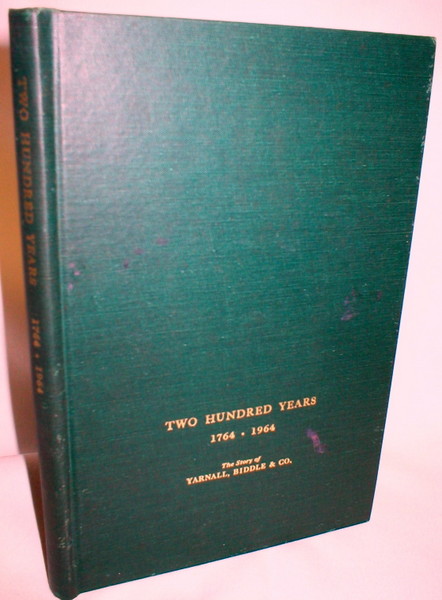 TWO HUNDRED YEARS 1764 • 1964
TWO HUNDRED YEARS
1764 • 1964
The Story of
YARNALL, BIDDLE & CO.